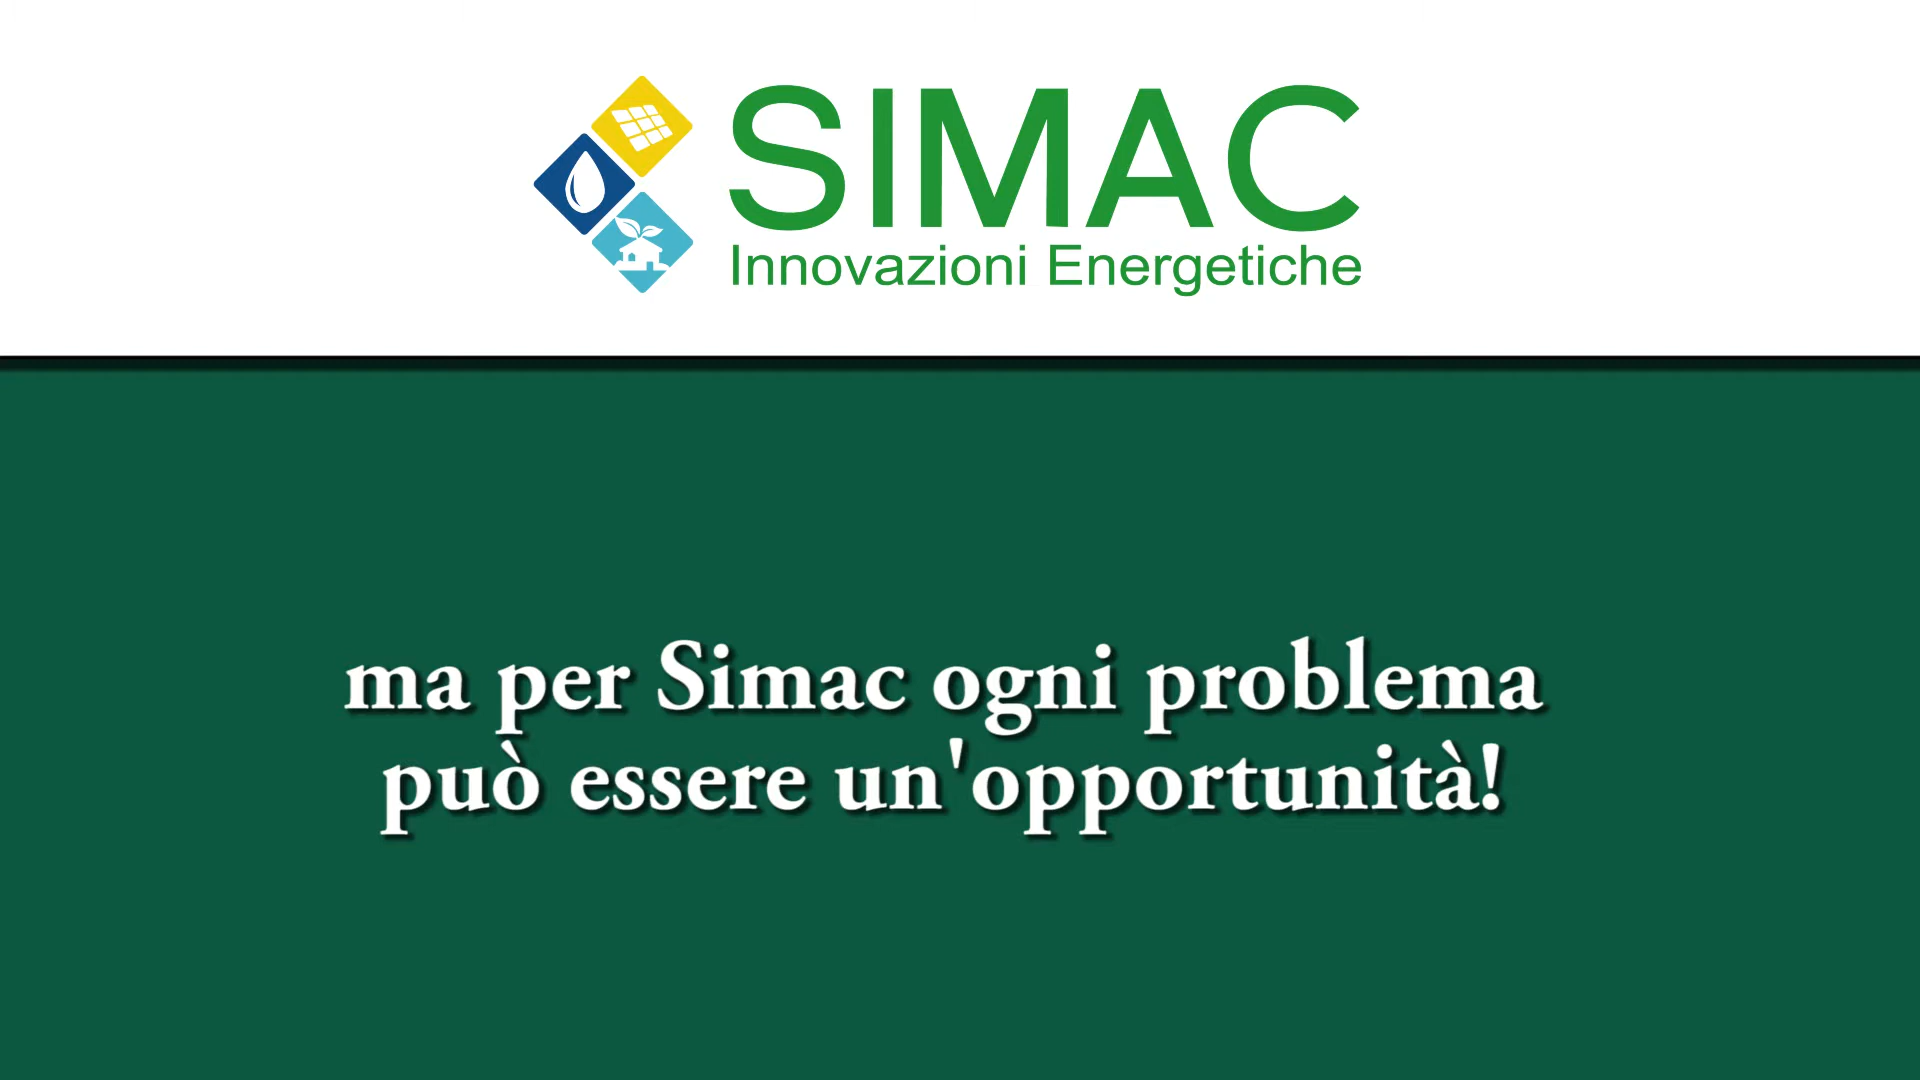 SIMAC
Innovazioni Energetiche
ma per Simac ogni problema
può essere un'opportunità!